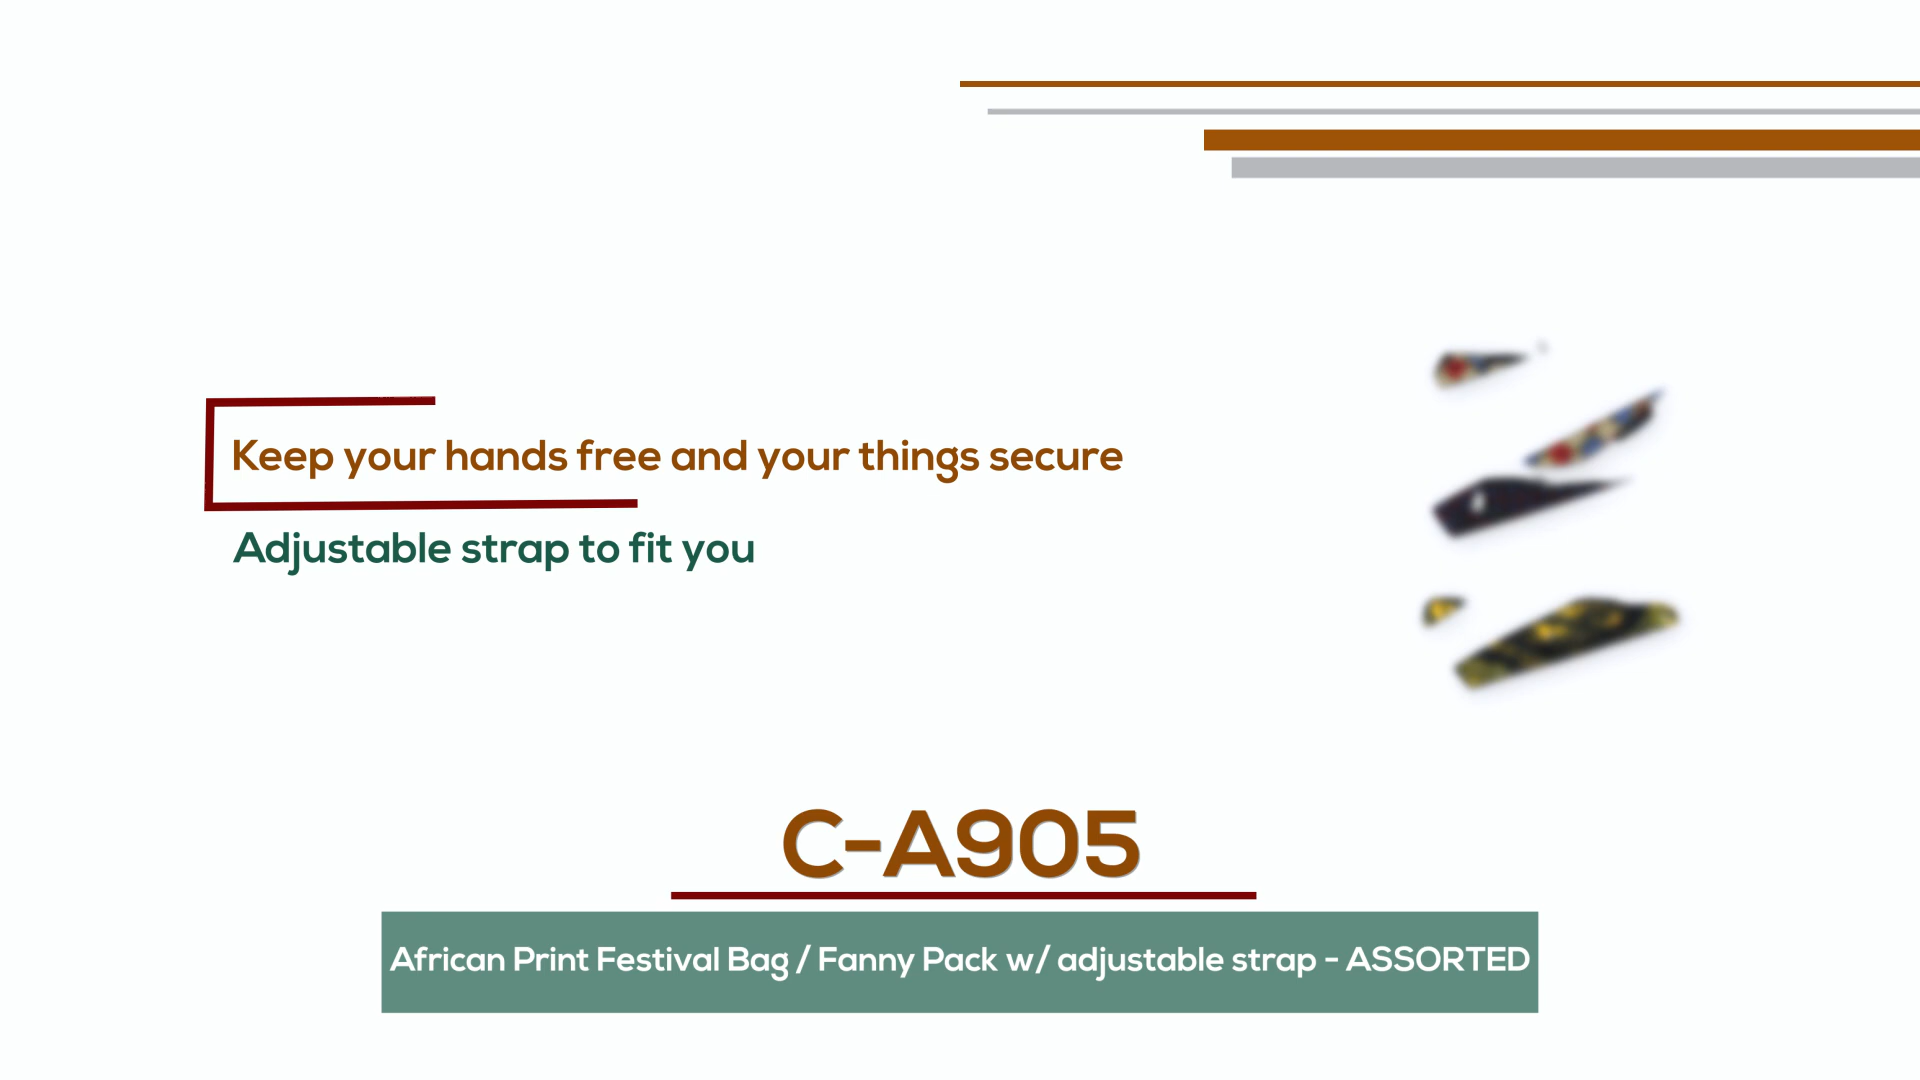 Keep your hands free and your things secure
Adjustable strap to fit you
C-A905
African Print Festival Bag / Fanny Pack w/ adjustable strap - ASSORTED